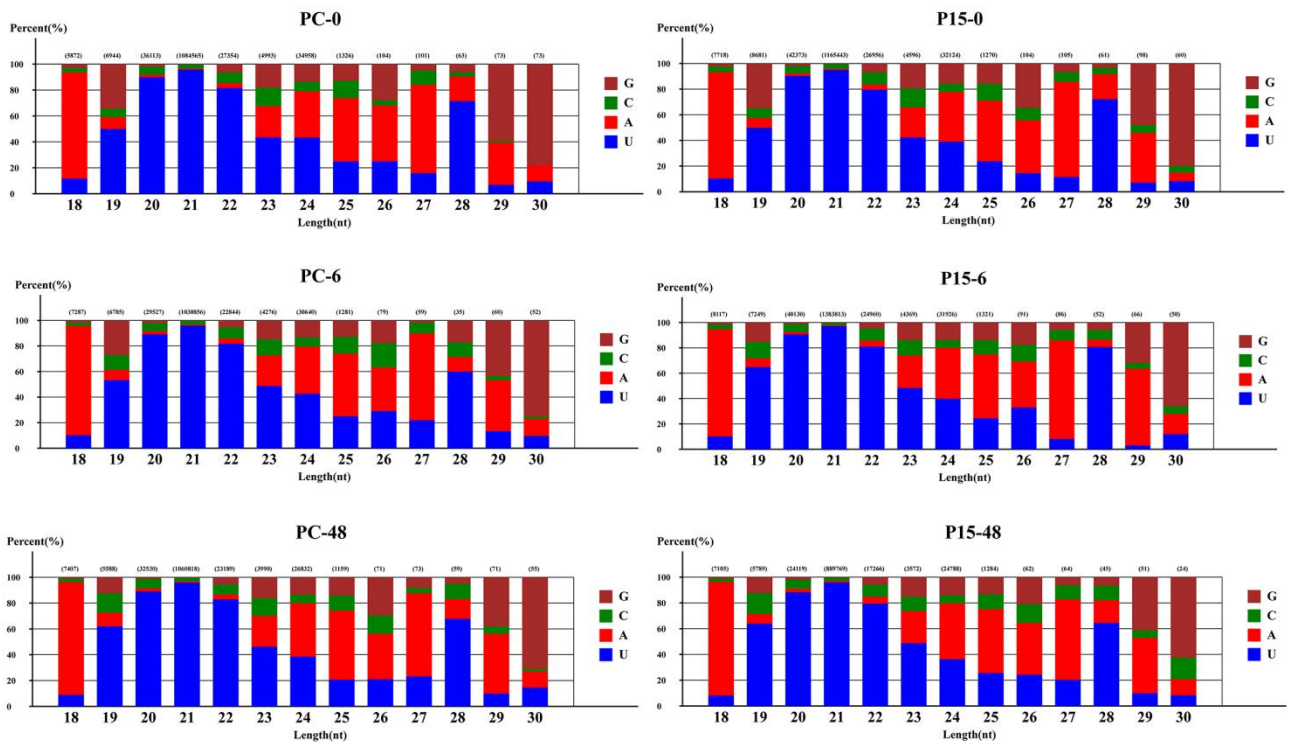 PC-0
Percent(%)
(5872) (6944) (36113) (1084565) (27354) (4993) (34958) (1326) (104) (101) (63) (73) (73)
100
80
60
40
20
0
G
C
A
U
18 19 20 21 22 23 24 25 26 27 28 29 30
Length(nt)
P15-0
Percent(%)
(7718) (8681) (42373) (1165443) (26956) (4596) (32124) (1270) (104) (105) (61) (98) (60)
100
80
60
40
20
0
G
C
A
U
18 19 20 21 22 23 24 25 26 27 28 29 30
Length(nt)
PC-6
Percent(%)
(7287) (6785) (29527) (1030856) (22844) (4276) (30640) (1281) (79) (59) (35) (60) (52)
100
80
60
40
20
0
G
C
A
U
18 19 20 21 22 23 24 25 26 27 28 29 30
Length(nt)
P15-6
Percent(%)
(8117) (7249) (40130) (1383813) (24960) (4369) (31926) (1321) (91) (86) (52) (66) (50)
100
80
60
40
20
0
G
C
A
U
18 19 20 21 22 23 24 25 26 27 28 29 30
Length(nt)
PC-48
Percent(%)
(7407) (5588) (32530) (1060818) (23189) (3990) (26832) (1159) (71) (73) (59) (71) (55)
100
80
60
40
20
0
G
C
A
U
18 19 20 21 22 23 24 25 26 27 28 29 30
Length(nt)
P15-48
Percent(%)
(7105) (5789) (24119) (889769) (17266) (3572) (24788) (1284) (62) (64) (45) (51) (24)
100
80
60
40
20
0
G
C
A
U
18 19 20 21 22 23 24 25 26 27 28 29 30
Length(nt)